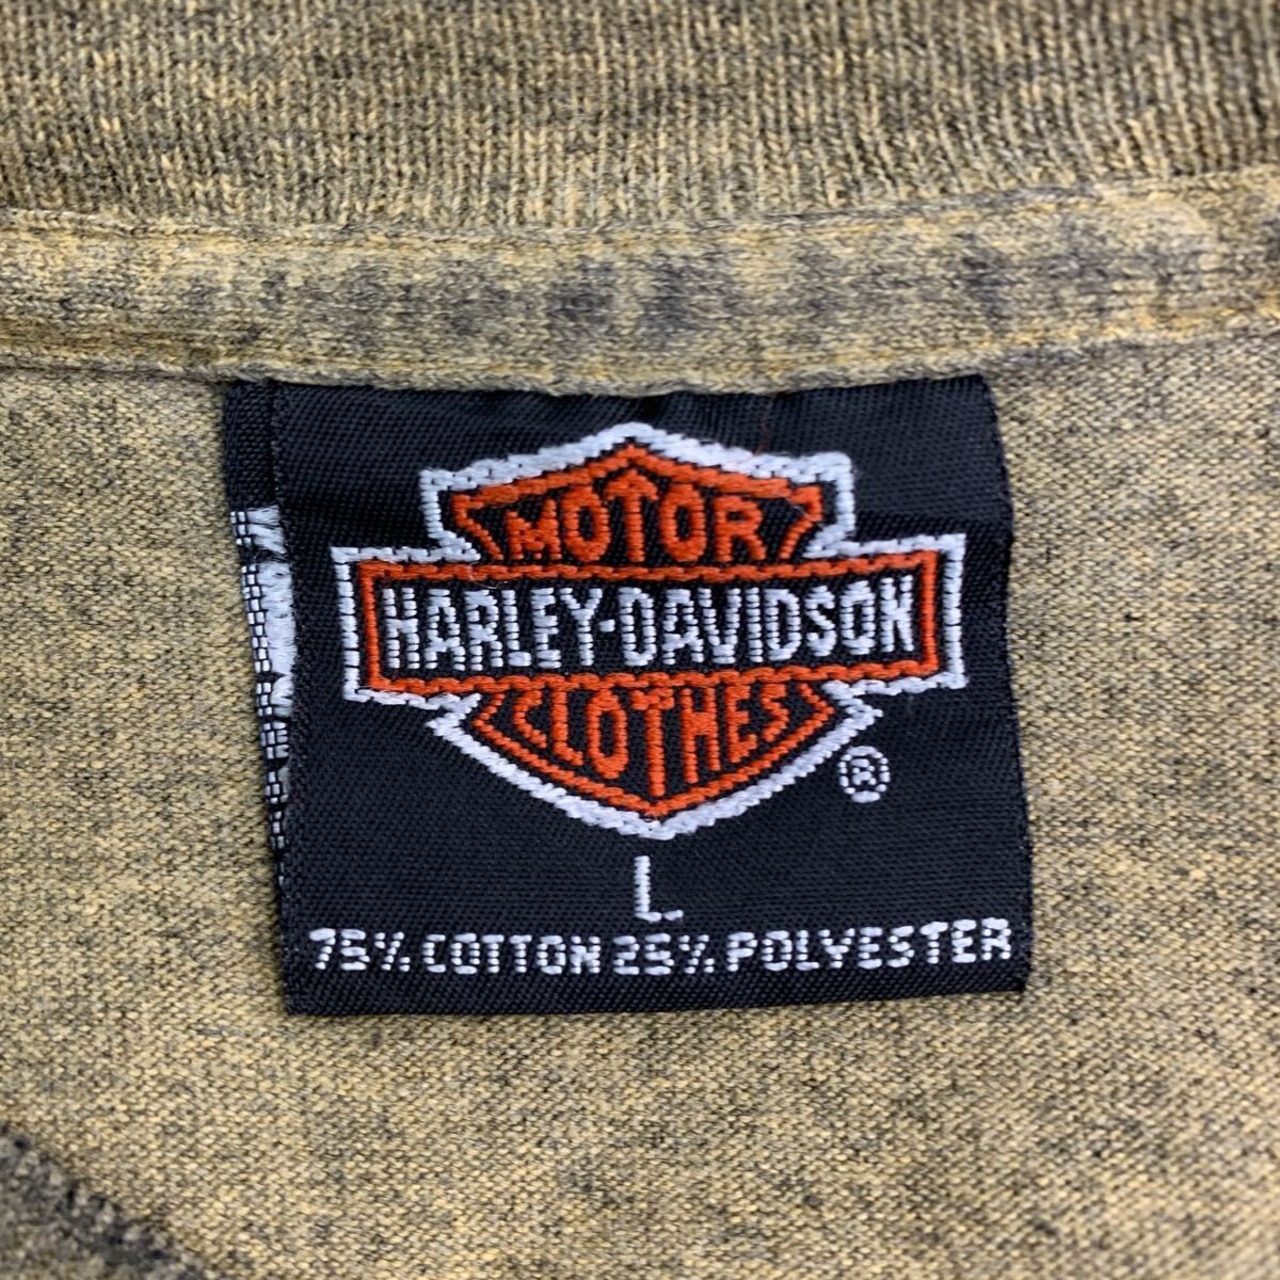 MOTOR
HARLEY-DAVIDSON
CLOTHES
®
L
75% COTTON 25% POLYESTER